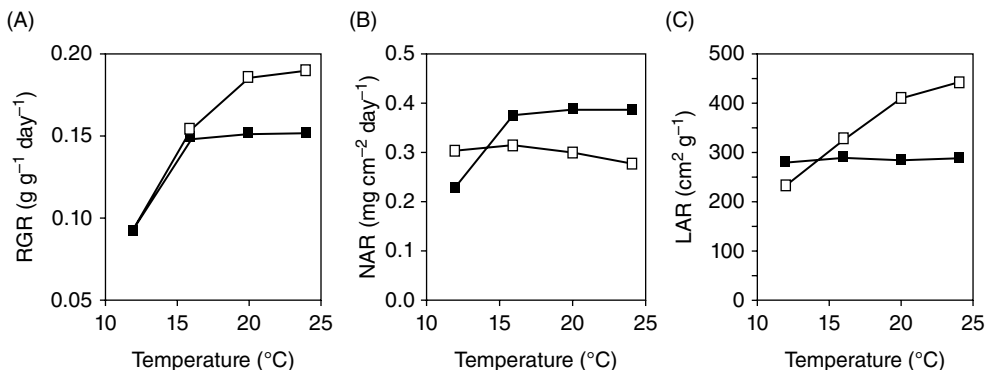 (A)
(B)
(C)
0.20
0.15
0.10
0.05
RGR (g g⁻¹ day⁻¹)
10 15 20 25
Temperature (°C)
0.5
0.4
0.3
0.2
0.1
0.0
NAR (mg cm⁻² day⁻¹)
10 15 20 25
Temperature (°C)
500
400
300
200
100
0
LAR (cm² g⁻¹)
10 15 20 25
Temperature (°C)